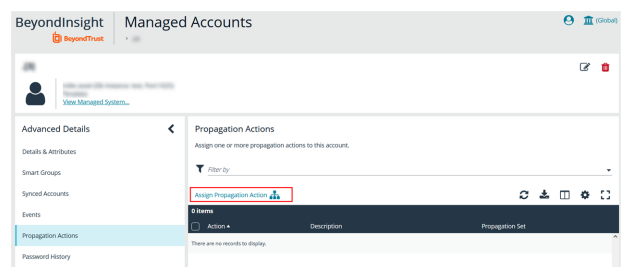 BeyondInsight
BeyondTrust
Managed Accounts
(Global)
View Managed System...
Advanced Details
Details & Attributes
Smart Groups
Synced Accounts
Events
Propagation Actions
Password History
Propagation Actions
Assign one or more propagation actions to this account.
Filter by
Assign Propagation Action
0 items
Action Description Propagation Set
There are no records to display.